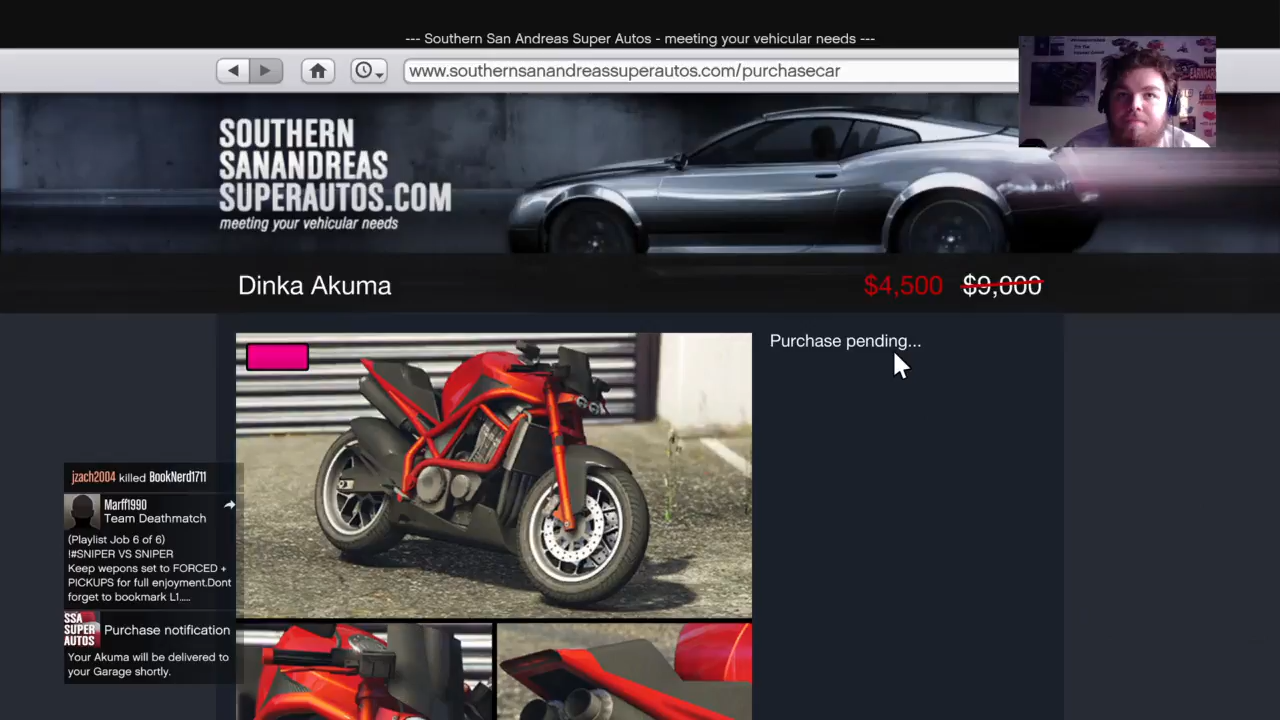 --- Southern San Andreas Super Autos - meeting your vehicular needs ---
www.southernsanandreassuperautos.com/purchasecar
SOUTHERN
SANANDREAS
SUPERAUTOS.COM
meeting your vehicular needs
Dinka Akuma
$4,500 $9,000
Purchase pending...
jzach2004 killed BookNerd1711
Marff1990
Team Deathmatch
(Playlist Job 6 of 6)
!#SNIPER VS SNIPER
Keep wepons set to FORCED +
PICKUPS for full enjoyment.Dont
forget to bookmark L1.....
SSA
SUPER
AUTOS
Purchase notification
Your Akuma will be delivered to
your Garage shortly.